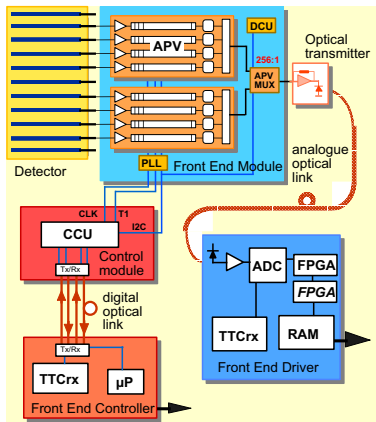 DCU
Optical
transmitter
APV
256:1
APV
MUX
PLL
Front End Module
Detector
analogue
optical
link
CLK
T1
I2C
CCU
Control
module
Tx/Rx
digital
optical
link
ADC
FPGA
FPGA
TTCrx
RAM
Front End Driver
Tx/Rx
TTCrx
µP
Front End Controller